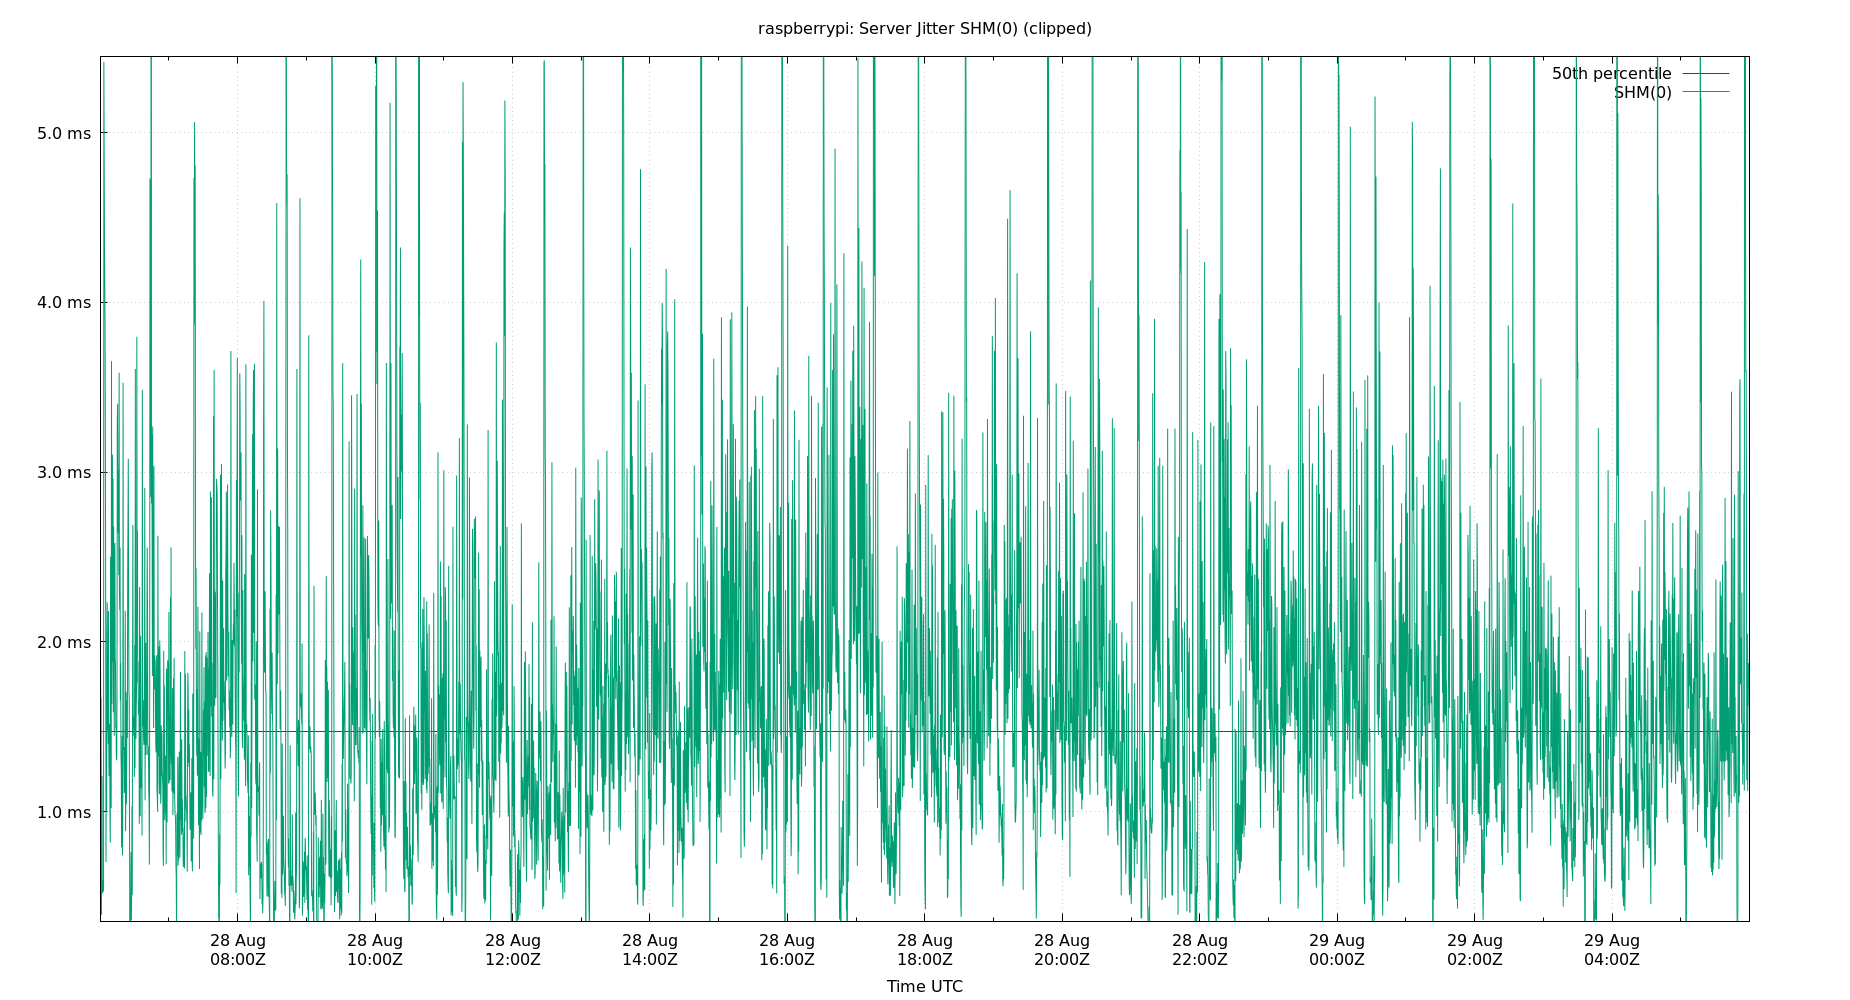 raspberrypi: Server Jitter SHM(0) (clipped)
50th percentile
SHM(0)
5.0 ms
4.0 ms
3.0 ms
2.0 ms
1.0 ms
28 Aug 28 Aug 28 Aug 28 Aug 28 Aug 28 Aug 28 Aug 28 Aug 29 Aug 29 Aug 29 Aug
08:00Z 10:00Z 12:00Z 14:00Z 16:00Z 18:00Z 20:00Z 22:00Z 00:00Z 02:00Z 04:00Z
Time UTC